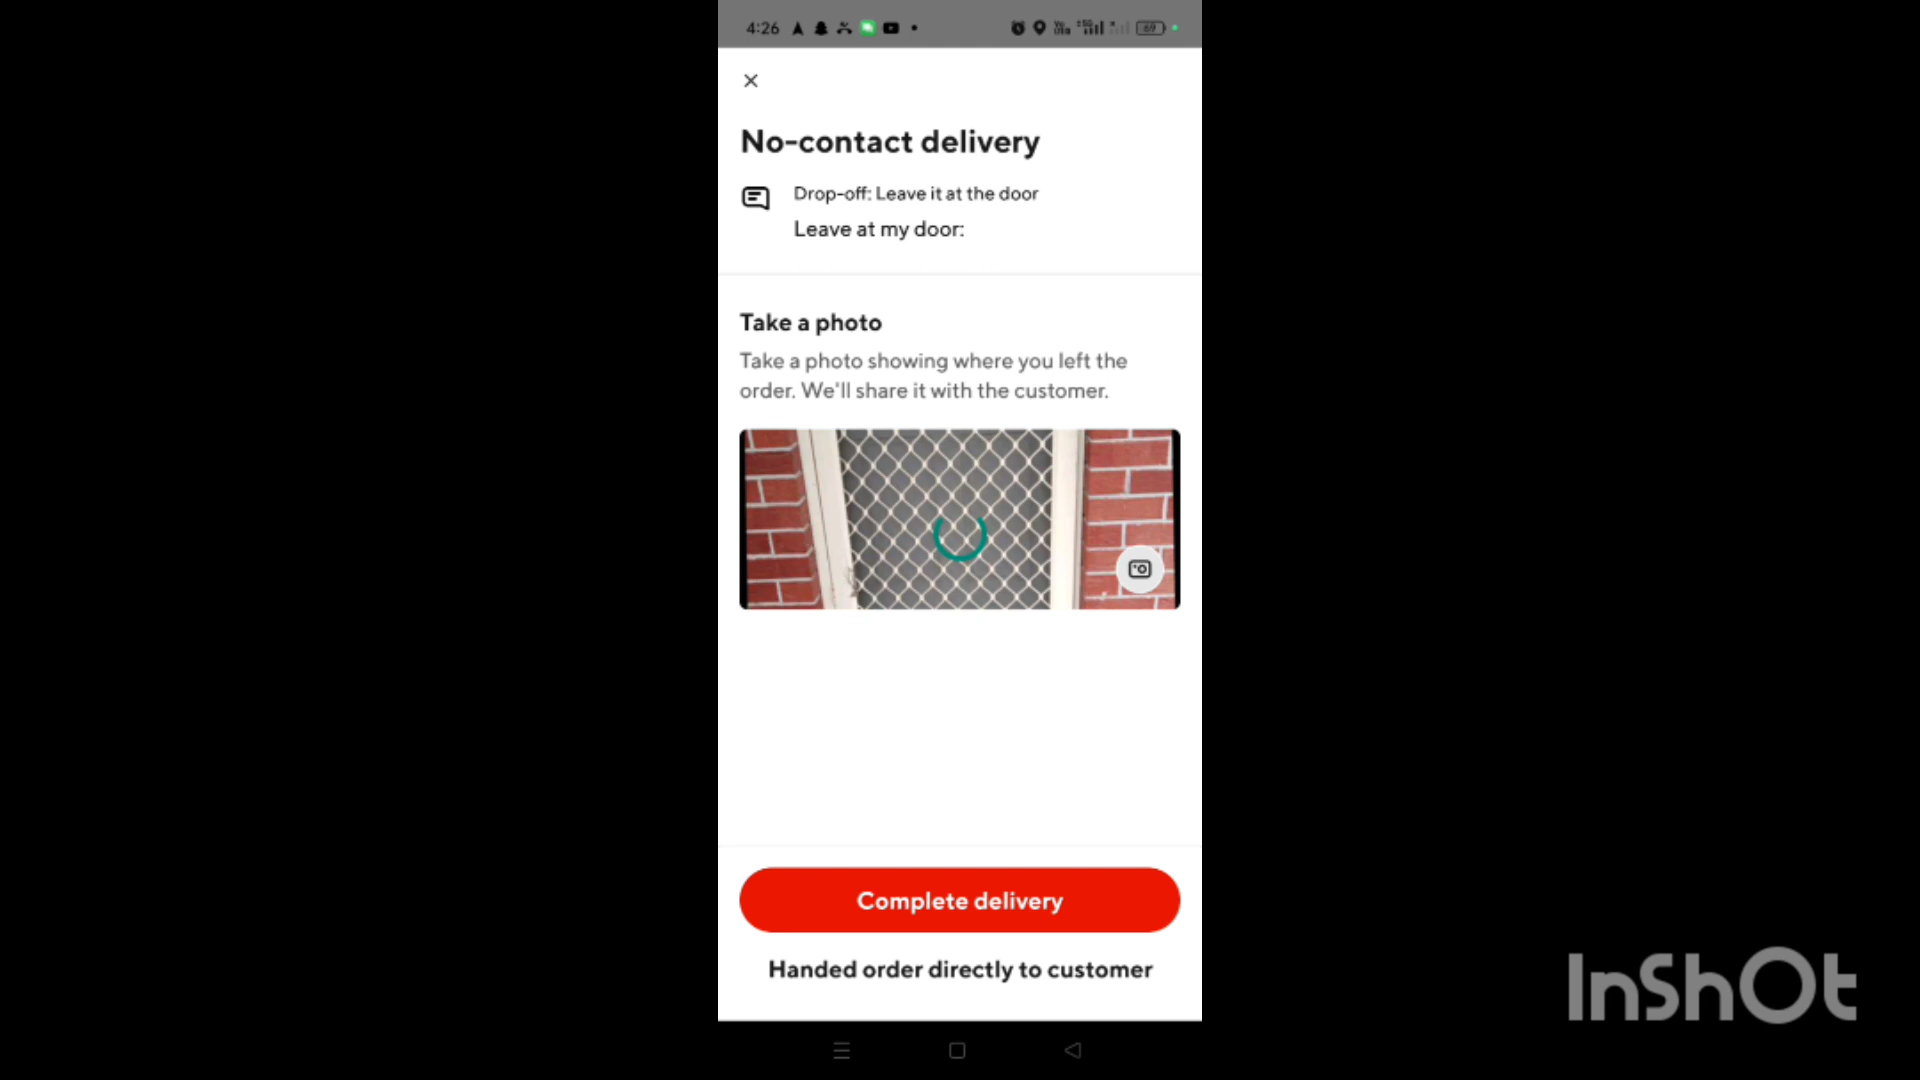 4:26
69
No-contact delivery
Drop-off: Leave it at the door
Leave at my door:
Take a photo
Take a photo showing where you left the
order. We'll share it with the customer.
Complete delivery
Handed order directly to customer
InShOt